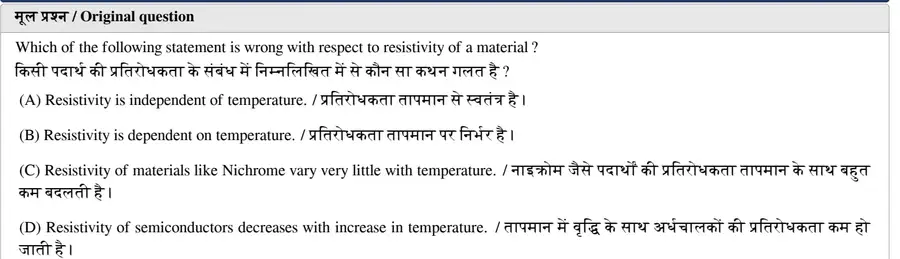 मूल प्रश्न / Original question
Which of the following statement is wrong with respect to resistivity of a material ?
किसी पदार्थ की प्रतिरोधकता के संबंध में निम्नलिखित में से कौन सा कथन गलत है ?
(A) Resistivity is independent of temperature. / प्रतिरोधकता तापमान से स्वतंत्र है ।
(B) Resistivity is dependent on temperature. / प्रतिरोधकता तापमान पर निर्भर है ।
(C) Resistivity of materials like Nichrome vary very little with temperature. / नाइक्रोम जैसे पदार्थों की प्रतिरोधकता तापमान के साथ बहुत
कम बदलती है ।
(D) Resistivity of semiconductors decreases with increase in temperature. / तापमान में वृद्धि के साथ अर्धचालकों की प्रतिरोधकता कम हो
जाती है ।